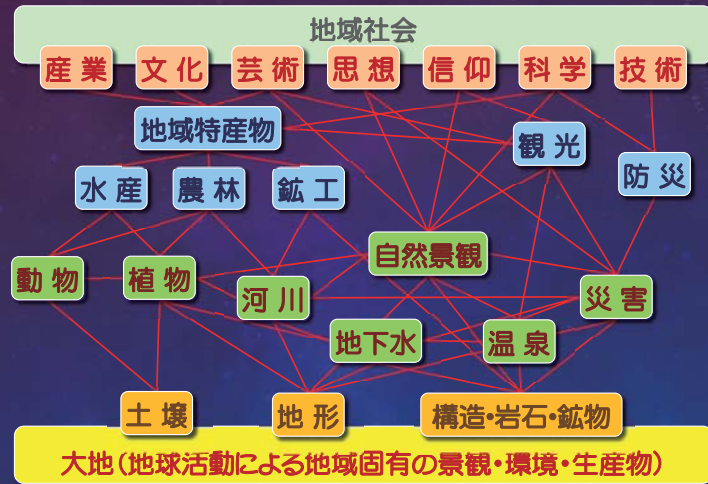 地域社会
産業 文化 芸術 思想 信仰 科学 技術
地域特産物
観光
防災
水産 農林 鉱工
自然景観
動物 植物 河川 災害
地下水 温泉
土壌 地形 構造・岩石・鉱物
大地(地球活動による地域固有の景観・環境・生産物)